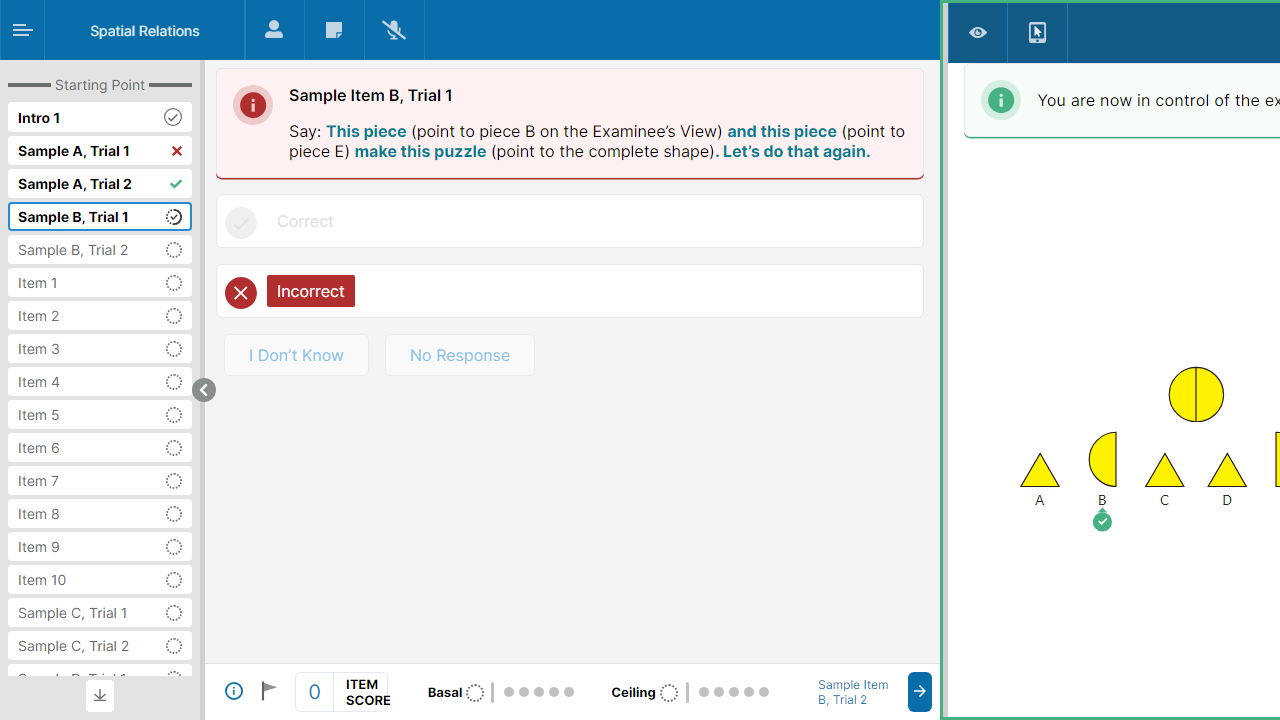 Spatial Relations
Starting Point
Intro 1
Sample A, Trial 1
Sample A, Trial 2
Sample B, Trial 1
Sample B, Trial 2
Item 1
Item 2
Item 3
Item 4
Item 5
Item 6
Item 7
Item 8
Item 9
Item 10
Sample C, Trial 1
Sample C, Trial 2
Sample Item B, Trial 1
Say: This piece (point to piece B on the Examinee’s View) and this piece (point to
piece E) make this puzzle (point to the complete shape). Let’s do that again.
Correct
Incorrect
I Don’t Know
No Response
0
ITEM
SCORE
Basal
Ceiling
Sample Item
B, Trial 2
You are now in control of the ex
A B C D